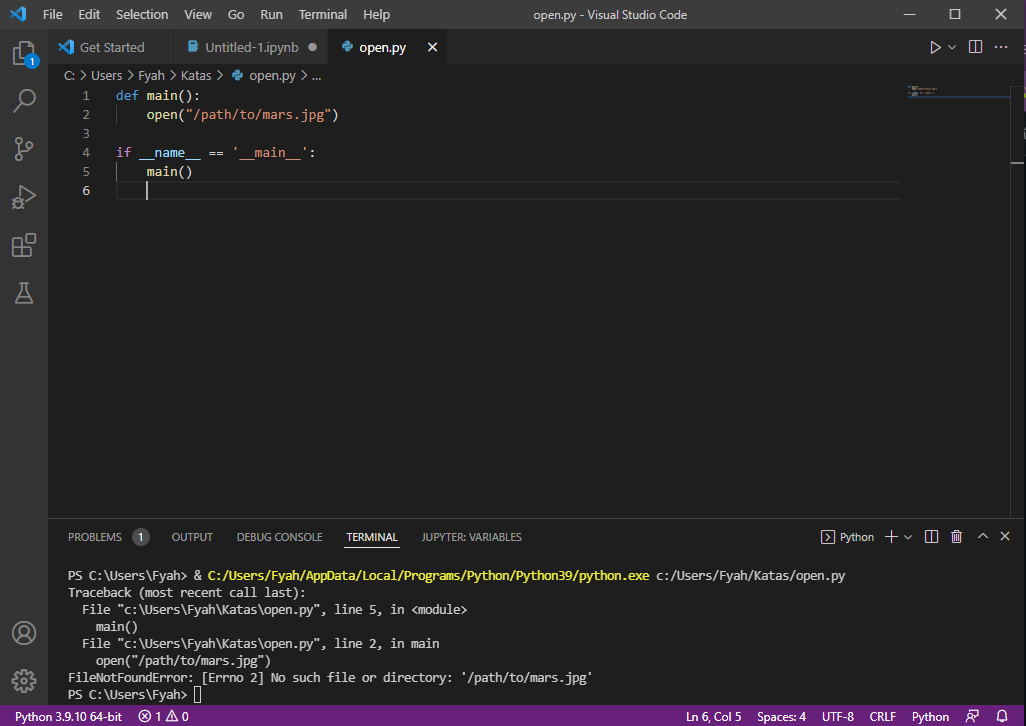 File Edit Selection View Go Run Terminal Help open.py - Visual Studio Code
Get Started Untitled-1.ipynb open.py
1
C: > Users > Fyah > Katas > open.py > ...
1 def main():
2 open("/path/to/mars.jpg")
3
4 if __name__ == '__main__':
5 main()
6
PROBLEMS 1 OUTPUT DEBUG CONSOLE TERMINAL JUPYTER: VARIABLES Python
PS C:\Users\Fyah> & C:/Users/Fyah/AppData/Local/Programs/Python/Python39/python.exe c:/Users/Fyah/Katas/open.py
Traceback (most recent call last):
File "c:\Users\Fyah\Katas\open.py", line 5, in <module>
main()
File "c:\Users\Fyah\Katas\open.py", line 2, in main
open("/path/to/mars.jpg")
FileNotFoundError: [Errno 2] No such file or directory: '/path/to/mars.jpg'
PS C:\Users\Fyah>
Python 3.9.10 64-bit 1 0 Ln 6, Col 5 Spaces: 4 UTF-8 CRLF Python